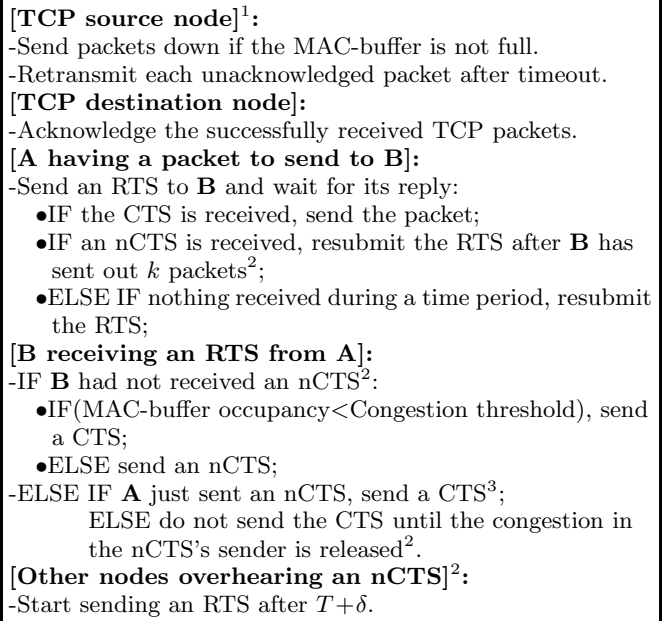 [TCP source node]¹:
-Send packets down if the MAC-buffer is not full.
-Retransmit each unacknowledged packet after timeout.
[TCP destination node]:
-Acknowledge the successfully received TCP packets.
[A having a packet to send to B]:
-Send an RTS to B and wait for its reply:
•IF the CTS is received, send the packet;
•IF an nCTS is received, resubmit the RTS after B has
sent out k packets²;
•ELSE IF nothing received during a time period, resubmit
the RTS;
[B receiving an RTS from A]:
-IF B had not received an nCTS²:
•IF(MAC-buffer occupancy<Congestion threshold), send
a CTS;
•ELSE send an nCTS;
-ELSE IF A just sent an nCTS, send a CTS³;
ELSE do not send the CTS until the congestion in
the nCTS's sender is released².
[Other nodes overhearing an nCTS]²:
-Start sending an RTS after T+δ.